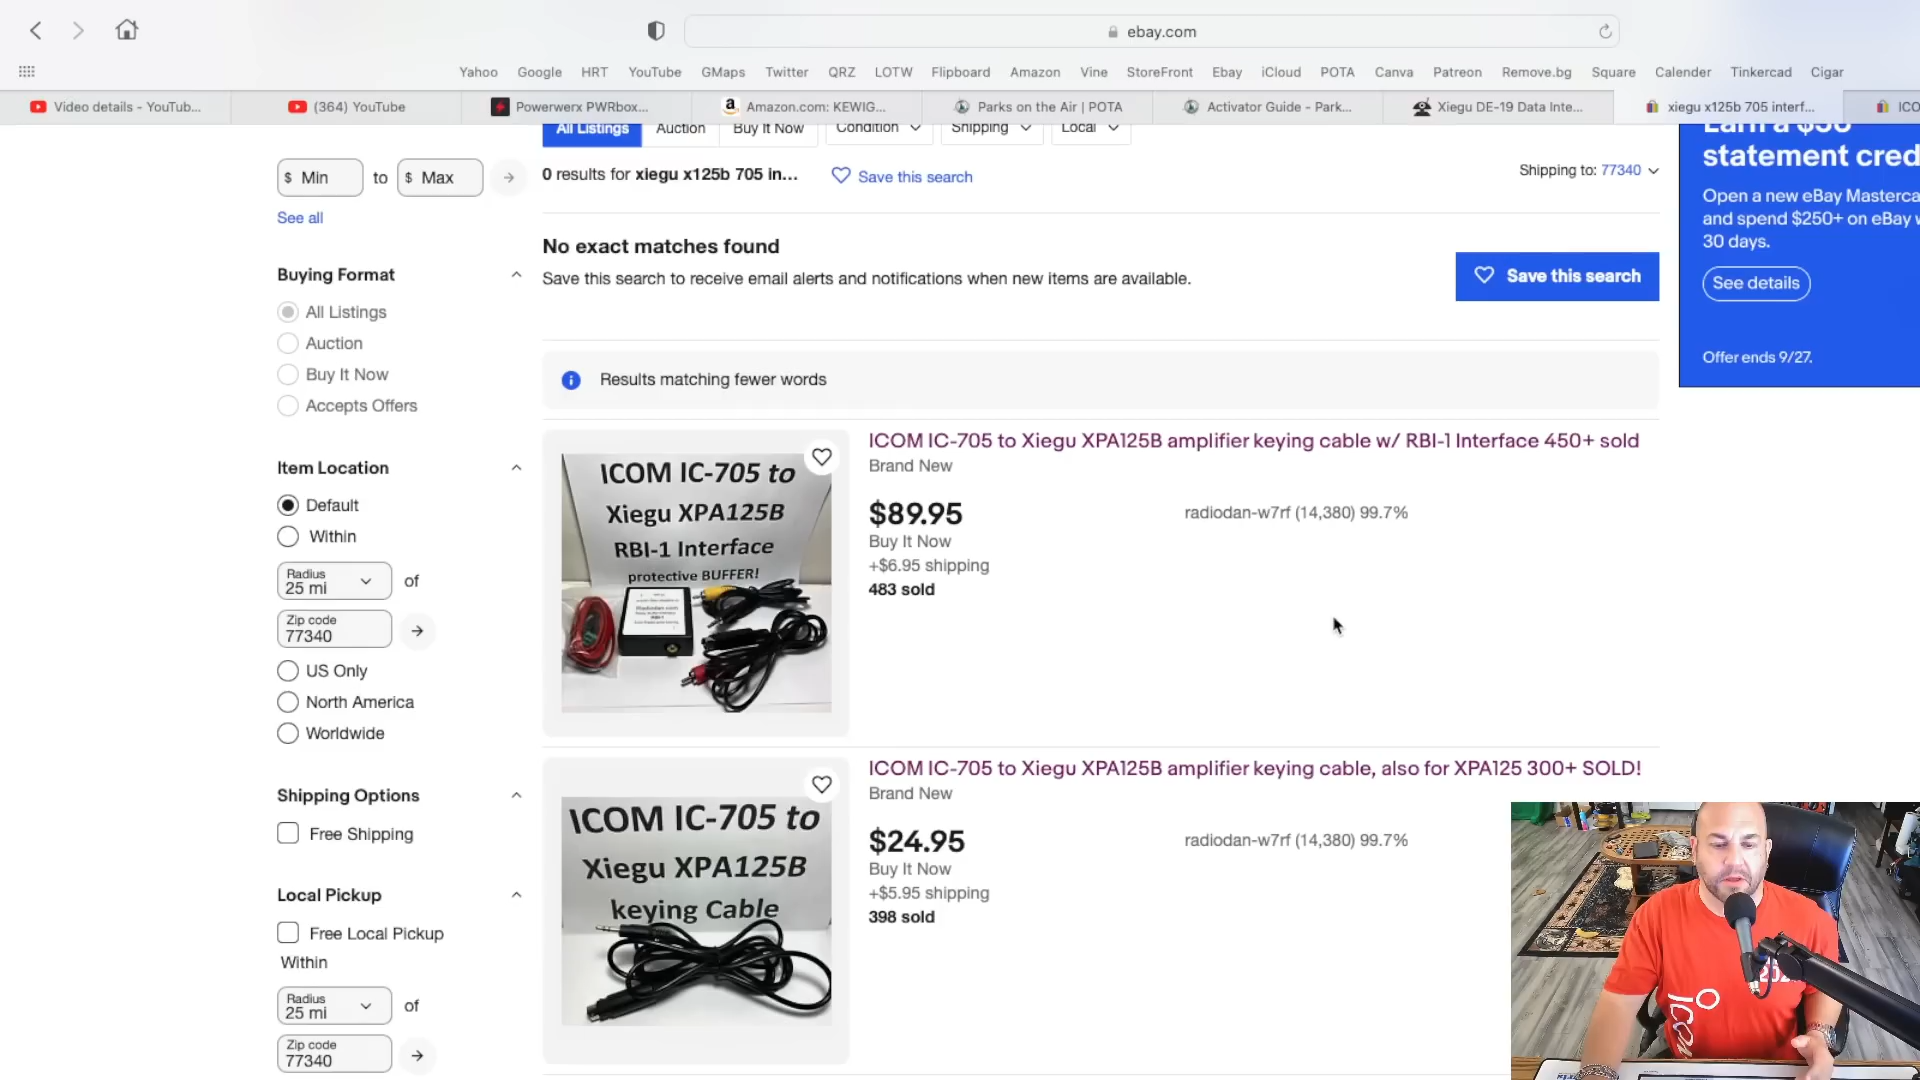 ebay.com
Yahoo Google HRT YouTube GMaps Twitter QRZ LOTW Flipboard Amazon Vine StoreFront Ebay iCloud POTA Canva Patreon Remove.bg Square Calender Tinkercad Cigar
Video details - YouTub... (364) YouTube Powerwerx PWRbox... Amazon.com: KEWIG... Parks on the Air | POTA Activator Guide - Park... Xiegu DE-19 Data Inte... xiegu x125b 705 interf... ICO
All Listings Auction Buy It Now Condition Shipping Local
$ Min to $ Max
See all
0 results for xiegu x125b 705 in... Save this search
Shipping to: 77340
Earn a $50
statement cred
Open a new eBay Masterca
and spend $250+ on eBay w
30 days.
See details
Offer ends 9/27.
No exact matches found
Save this search to receive email alerts and notifications when new items are available.
Save this search
Results matching fewer words
Buying Format
All Listings
Auction
Buy It Now
Accepts Offers
Item Location
Default
Within
Radius
25 mi
of
Zip code
77340
US Only
North America
Worldwide
Shipping Options
Free Shipping
Local Pickup
Free Local Pickup
Within
Radius
25 mi
of
Zip code
77340
ICOM IC-705 to
Xiegu XPA125B
RBI-1 Interface
protective BUFFER!
ICOM IC-705 to Xiegu XPA125B amplifier keying cable w/ RBI-1 Interface 450+ sold
Brand New
$89.95
Buy It Now
+$6.95 shipping
483 sold
radiodan-w7rf (14,380) 99.7%
ICOM IC-705 to
Xiegu XPA125B
keying Cable
ICOM IC-705 to Xiegu XPA125B amplifier keying cable, also for XPA125 300+ SOLD!
Brand New
$24.95
Buy It Now
+$5.95 shipping
398 sold
radiodan-w7rf (14,380) 99.7%